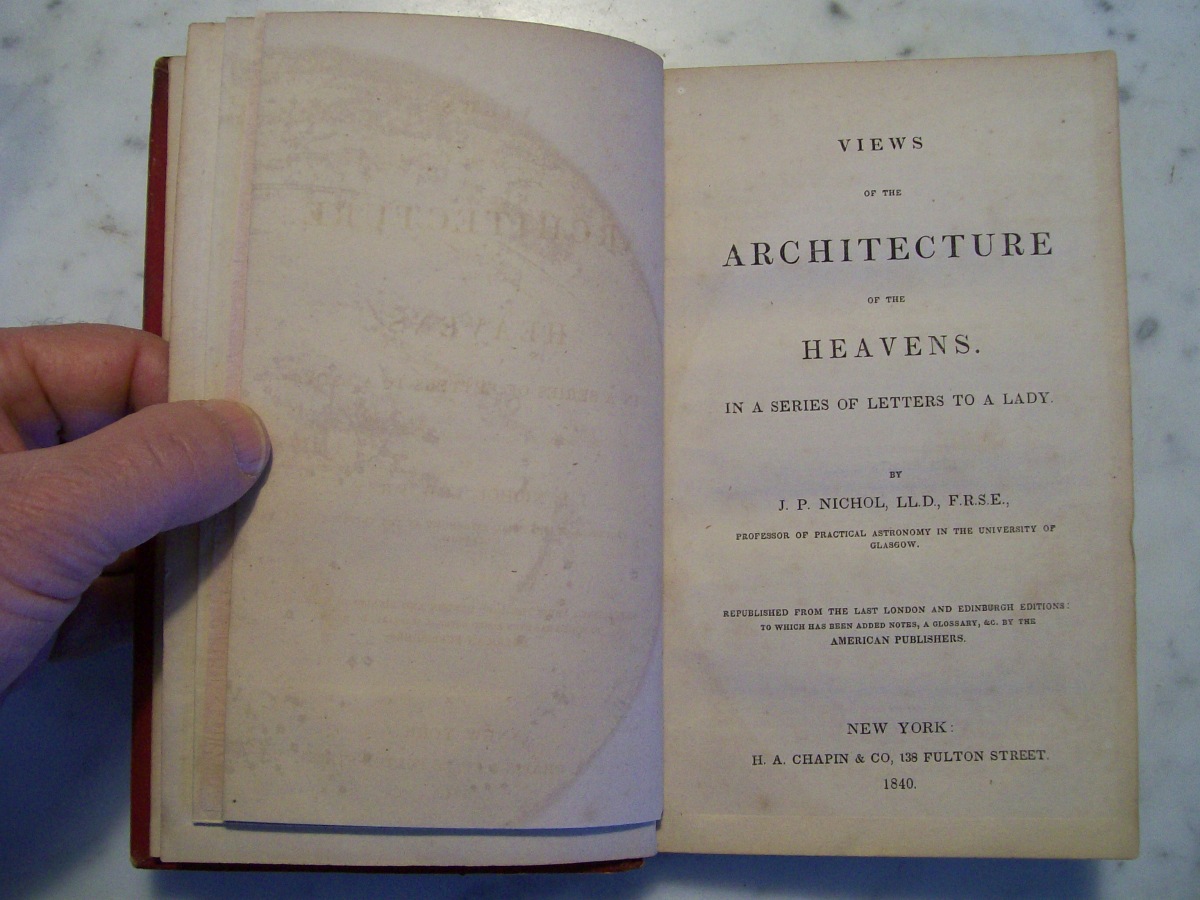 VIEWS
OF THE
ARCHITECTURE
OF THE
HEAVENS.
IN A SERIES OF LETTERS TO A LADY.
BY
J. P. NICHOL, LL.D., F.R.S.E.,
PROFESSOR OF PRACTICAL ASTRONOMY IN THE UNIVERSITY OF
GLASGOW.
REPUBLISHED FROM THE LAST LONDON AND EDINBURGH EDITIONS:
TO WHICH HAS BEEN ADDED NOTES, A GLOSSARY, &C. BY THE
AMERICAN PUBLISHERS.
NEW YORK:
H. A. CHAPIN & CO, 138 FULTON STREET.
1840.